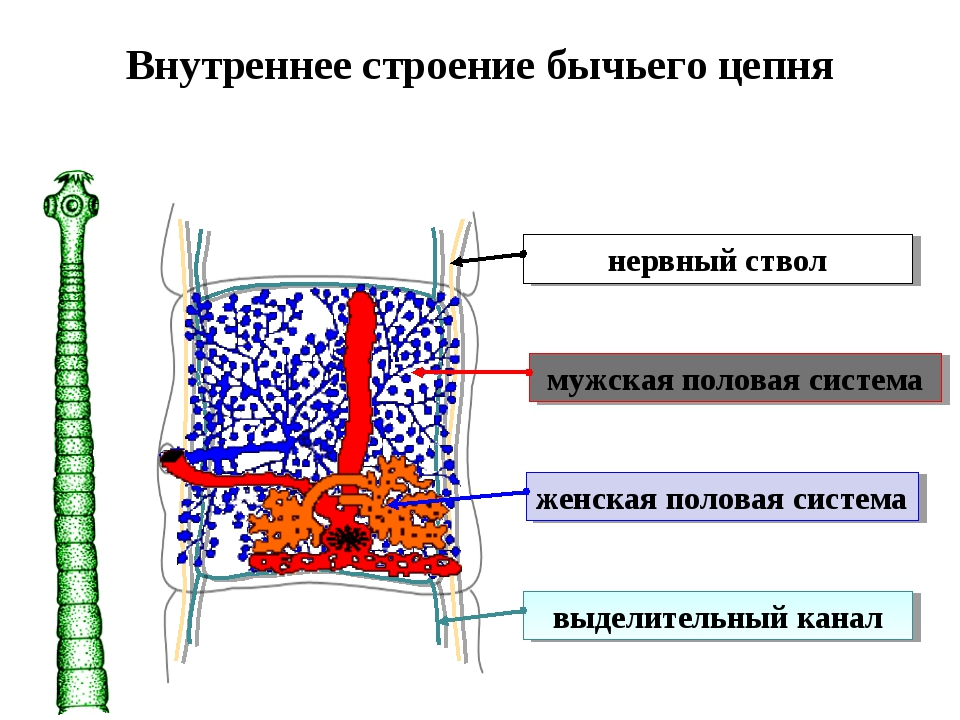 Внутреннее строение бычьего цепня
нервный ствол
мужская половая система
женская половая система
выделительный канал